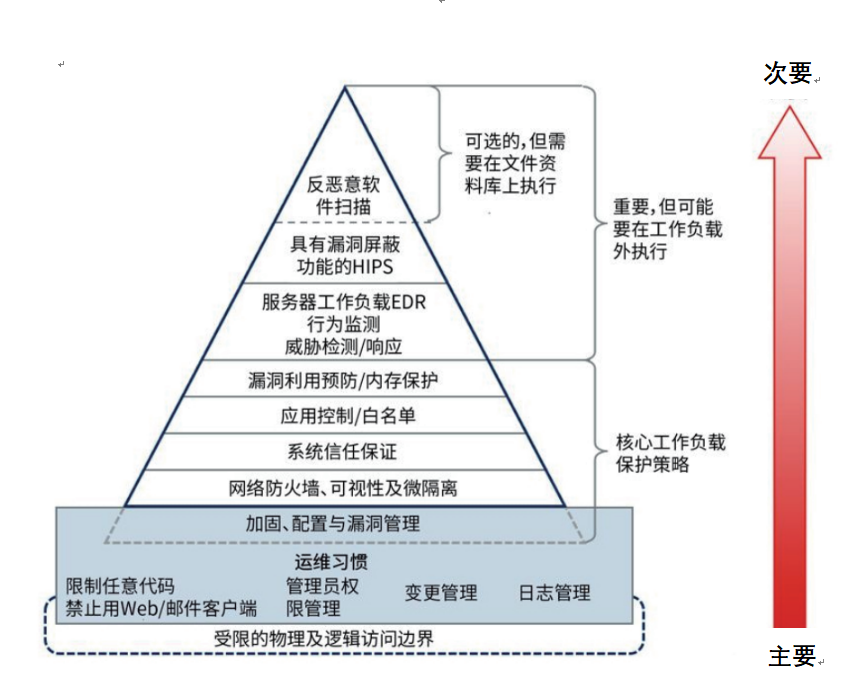 次要
可选的，但需
要在文件资
料库上执行
反恶意软
件扫描
重要，但可能
要在工作负载
外执行
具有漏洞屏蔽
功能的HIPS
服务器工作负载EDR
行为监测
威胁检测/响应
漏洞利用预防/内存保护
应用控制/白名单
核心工作负载
保护策略
系统信任保证
网络防火墙、可视性及微隔离
加固、配置与漏洞管理
运维习惯
限制任意代码
禁止用Web/邮件客户端
管理员权
限管理
变更管理
日志管理
受限的物理及逻辑访问边界
主要